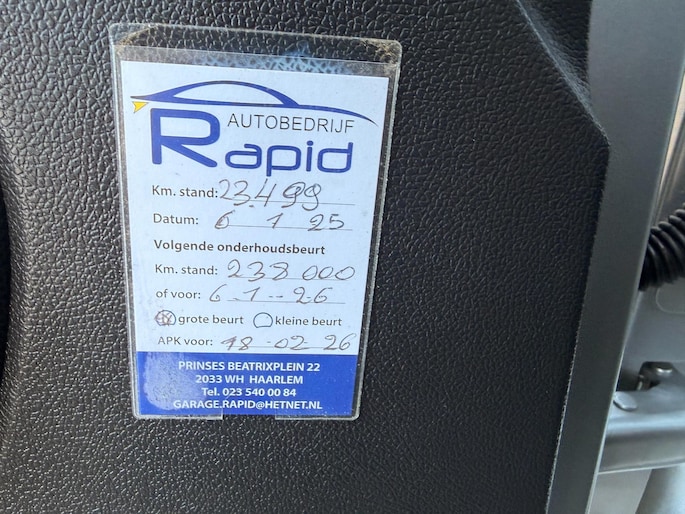 AUTOBEDRIJF
Rapid
Km. stand: 23.499
Datum: 6 1 25
Volgende onderhoudsbeurt
Km. stand: 238 000
of voor: 6-1--26
grote beurt kleine beurt
APK voor: 18-02-26
PRINSES BEATRIXPLEIN 22
2033 WH HAARLEM
Tel. 023 540 00 84
GARAGE.RAPID@HETNET.NL